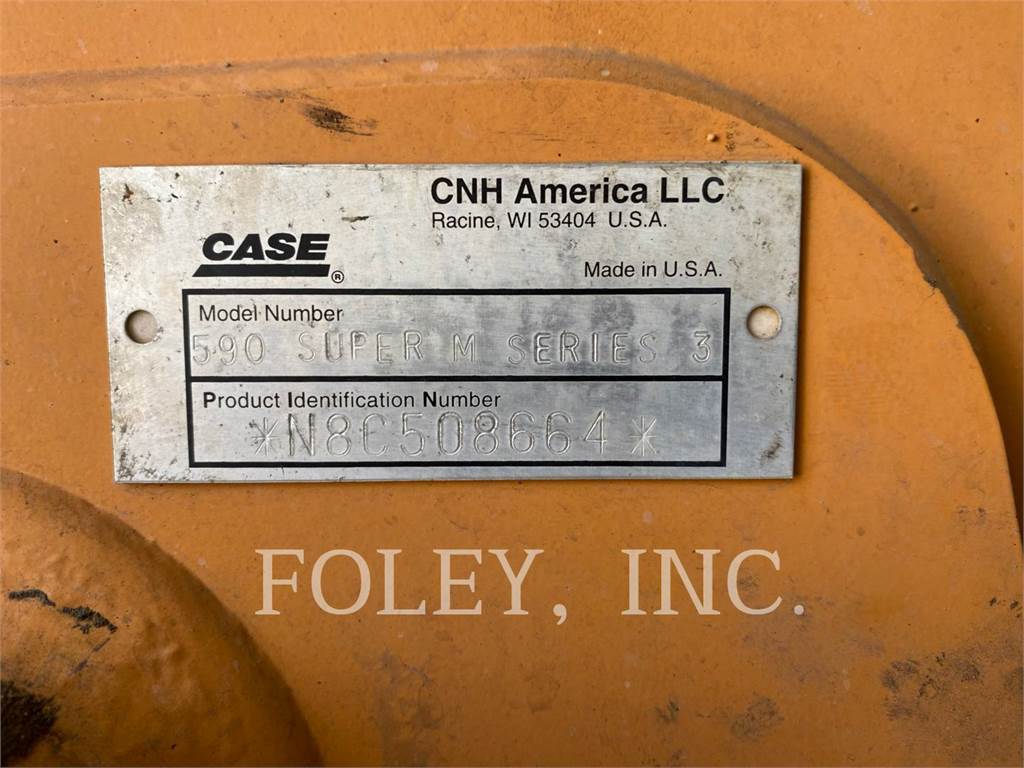 CNH America LLC
Racine, WI 53404 U.S.A.
CASE
®
Made in U.S.A.
Model Number
590 SUPER M SERIES 3
Product Identification Number
*N8C508664*
FOLEY, INC.